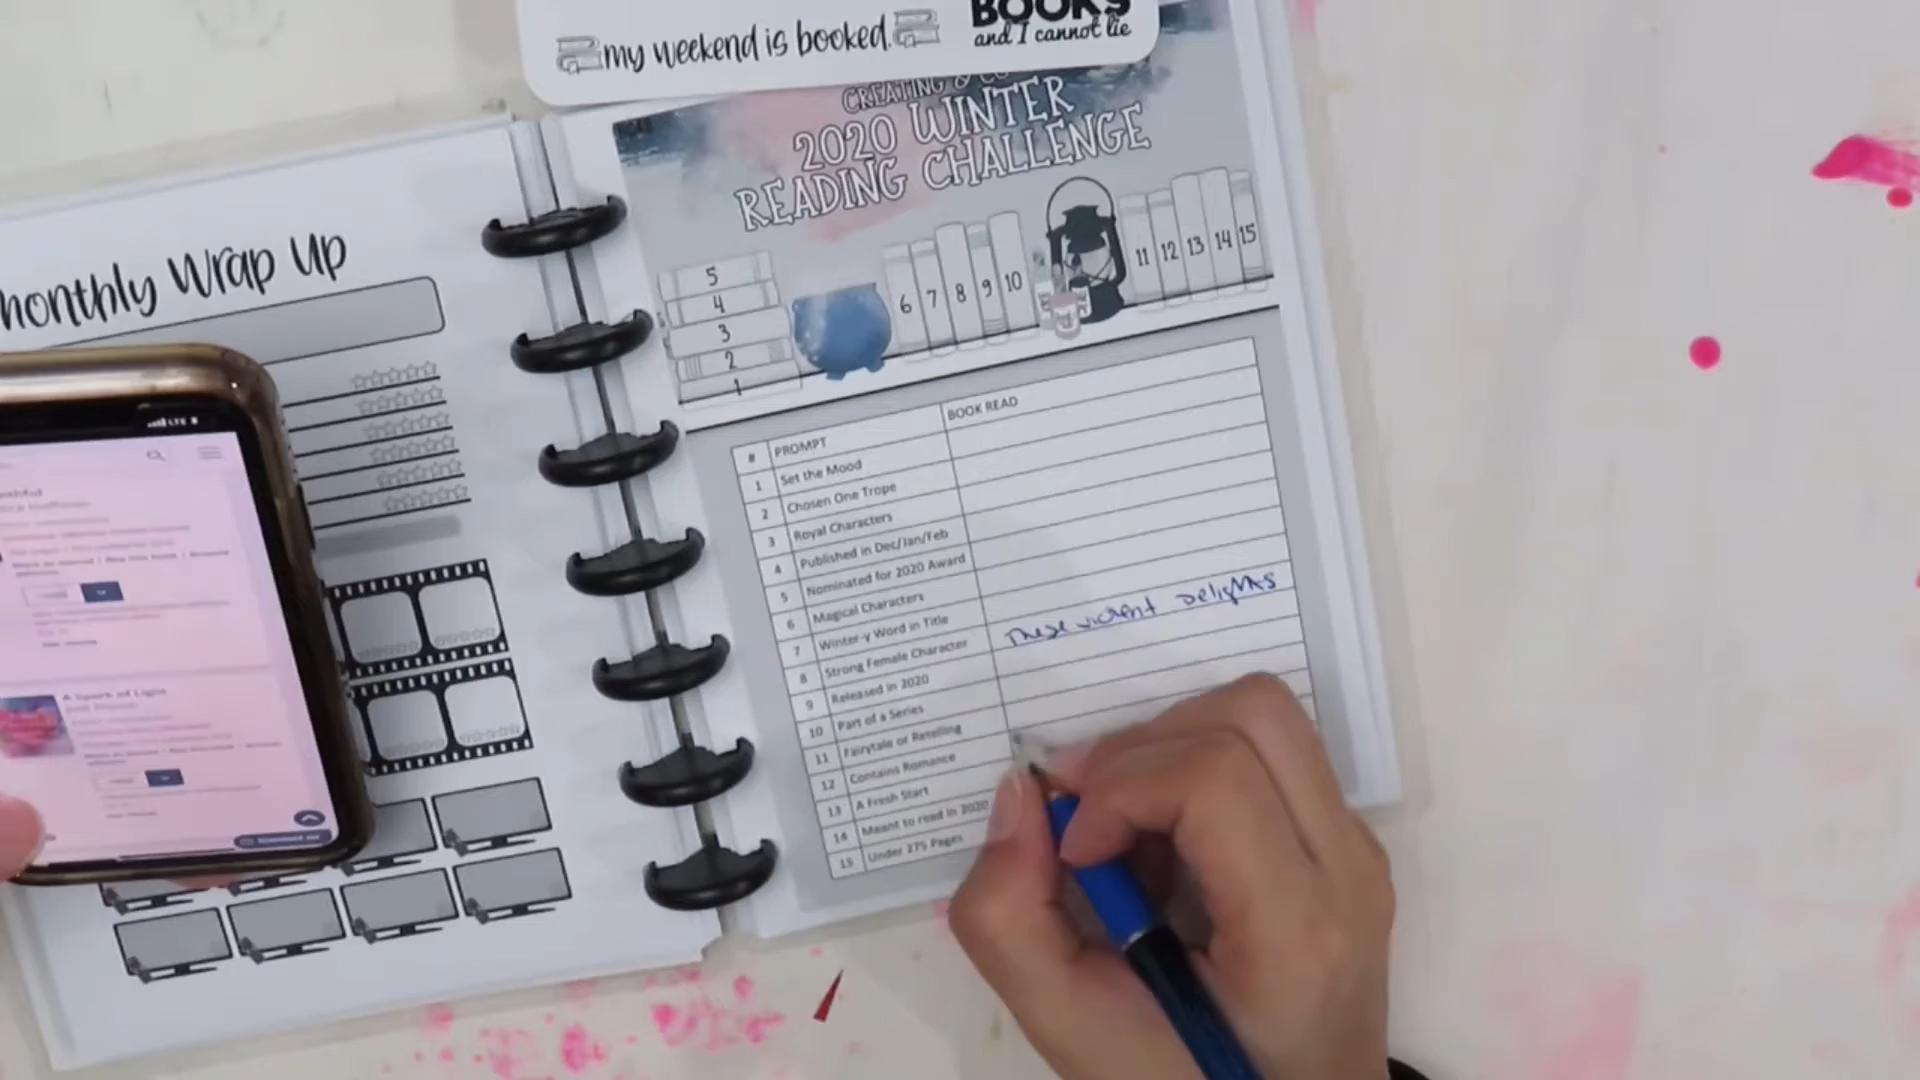 BOOKS
my weekend is booked.
and I cannot lie
CREATING & CO
2020 WINTER
READING CHALLENGE
Monthly Wrap Up
5
4
3
2
1
6 7 8 9 10
11 12 13 14 15
# PROMPT BOOK READ
1 Set the Mood
2 Chosen One Trope
3 Royal Characters
4 Published in Dec/Jan/Feb
5 Nominated for 2020 Award
6 Magical Characters
7 Winter-y Word in Title
8 Strong Female Character These violent Delights
9 Released in 2020
10 Part of a Series
11 Fairytale or Retelling
12 Contains Romance
13 A Fresh Start
14 Meant to read in 2020
15 Under 275 Pages
LTE
A Spark of Light